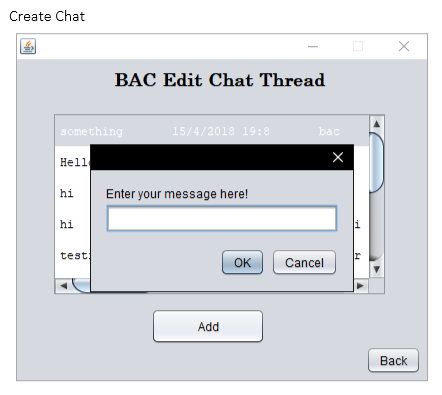 Create Chat
BAC Edit Chat Thread
something 15/4/2018 19:8 bac
Hell
hi
Enter your message here!
hi i
test r
OK Cancel
Add
Back